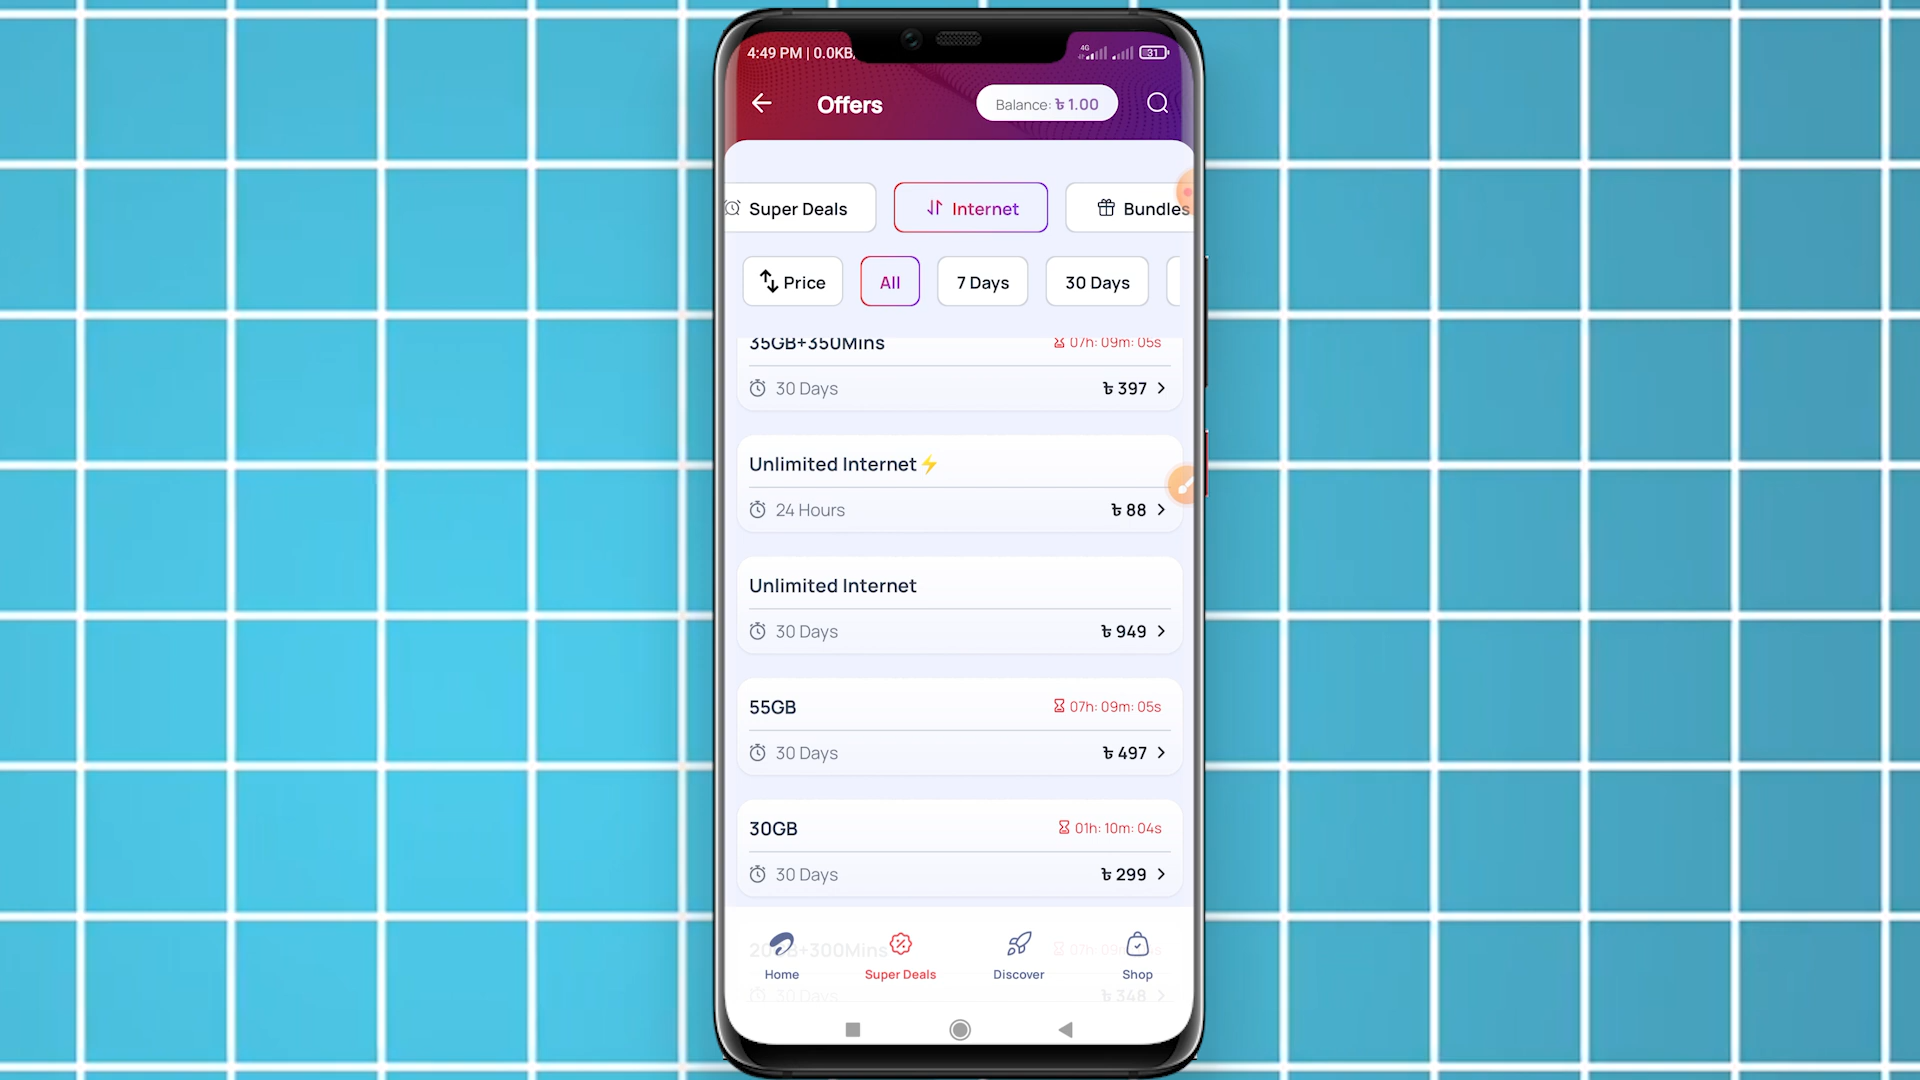 4:49 PM | 0.0KB/
4G
31
Offers
Balance: ৳ 1.00
Super Deals
Internet
Bundles
Price
All
7 Days
30 Days
35GB+350Mins
07h: 09m: 05s
30 Days
৳ 397
Unlimited Internet⚡
24 Hours
৳ 88
Unlimited Internet
30 Days
৳ 949
55GB
07h: 09m: 05s
30 Days
৳ 497
30GB
01h: 10m: 04s
30 Days
৳ 299
20GB+300Mins
30 Days
৳ 348
Home
Super Deals
Discover
Shop